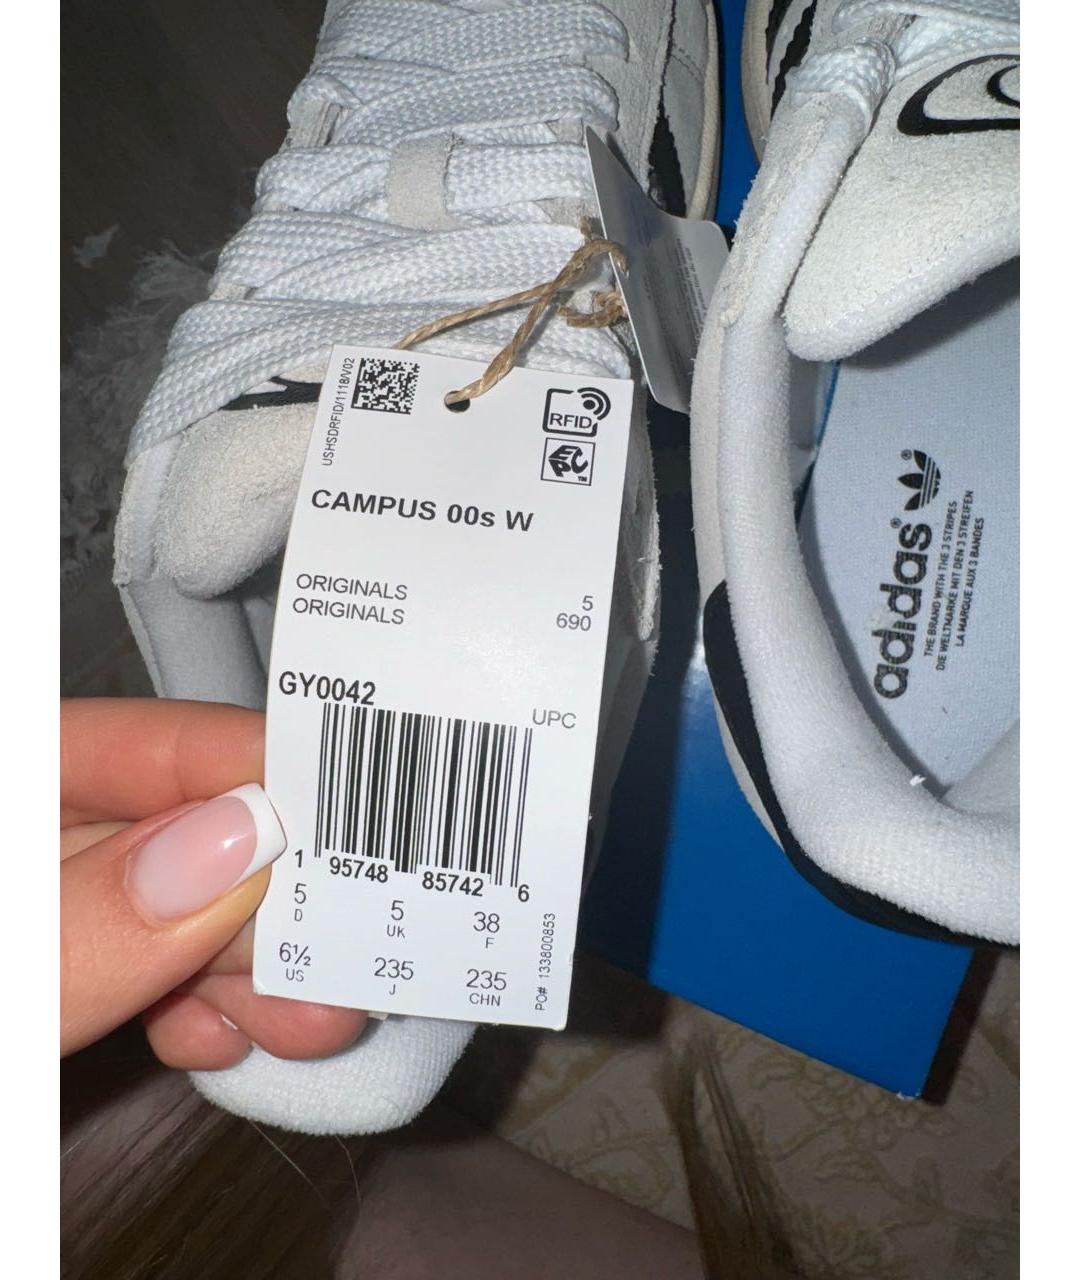 USHSDRFID/1118/V02
RFID
EPC
TM
CAMPUS 00s W
ORIGINALS 5
ORIGINALS 690
GY0042
UPC
1 95748 85742 6
5 D
5 UK
38 F
6½ US
235 J
235 CHN
PO# 133800853
adidas®
THE BRAND WITH THE 3 STRIPES
DIE WELTMARKE MIT DEN 3 STREIFEN
LA MARQUE AUX 3 BANDES